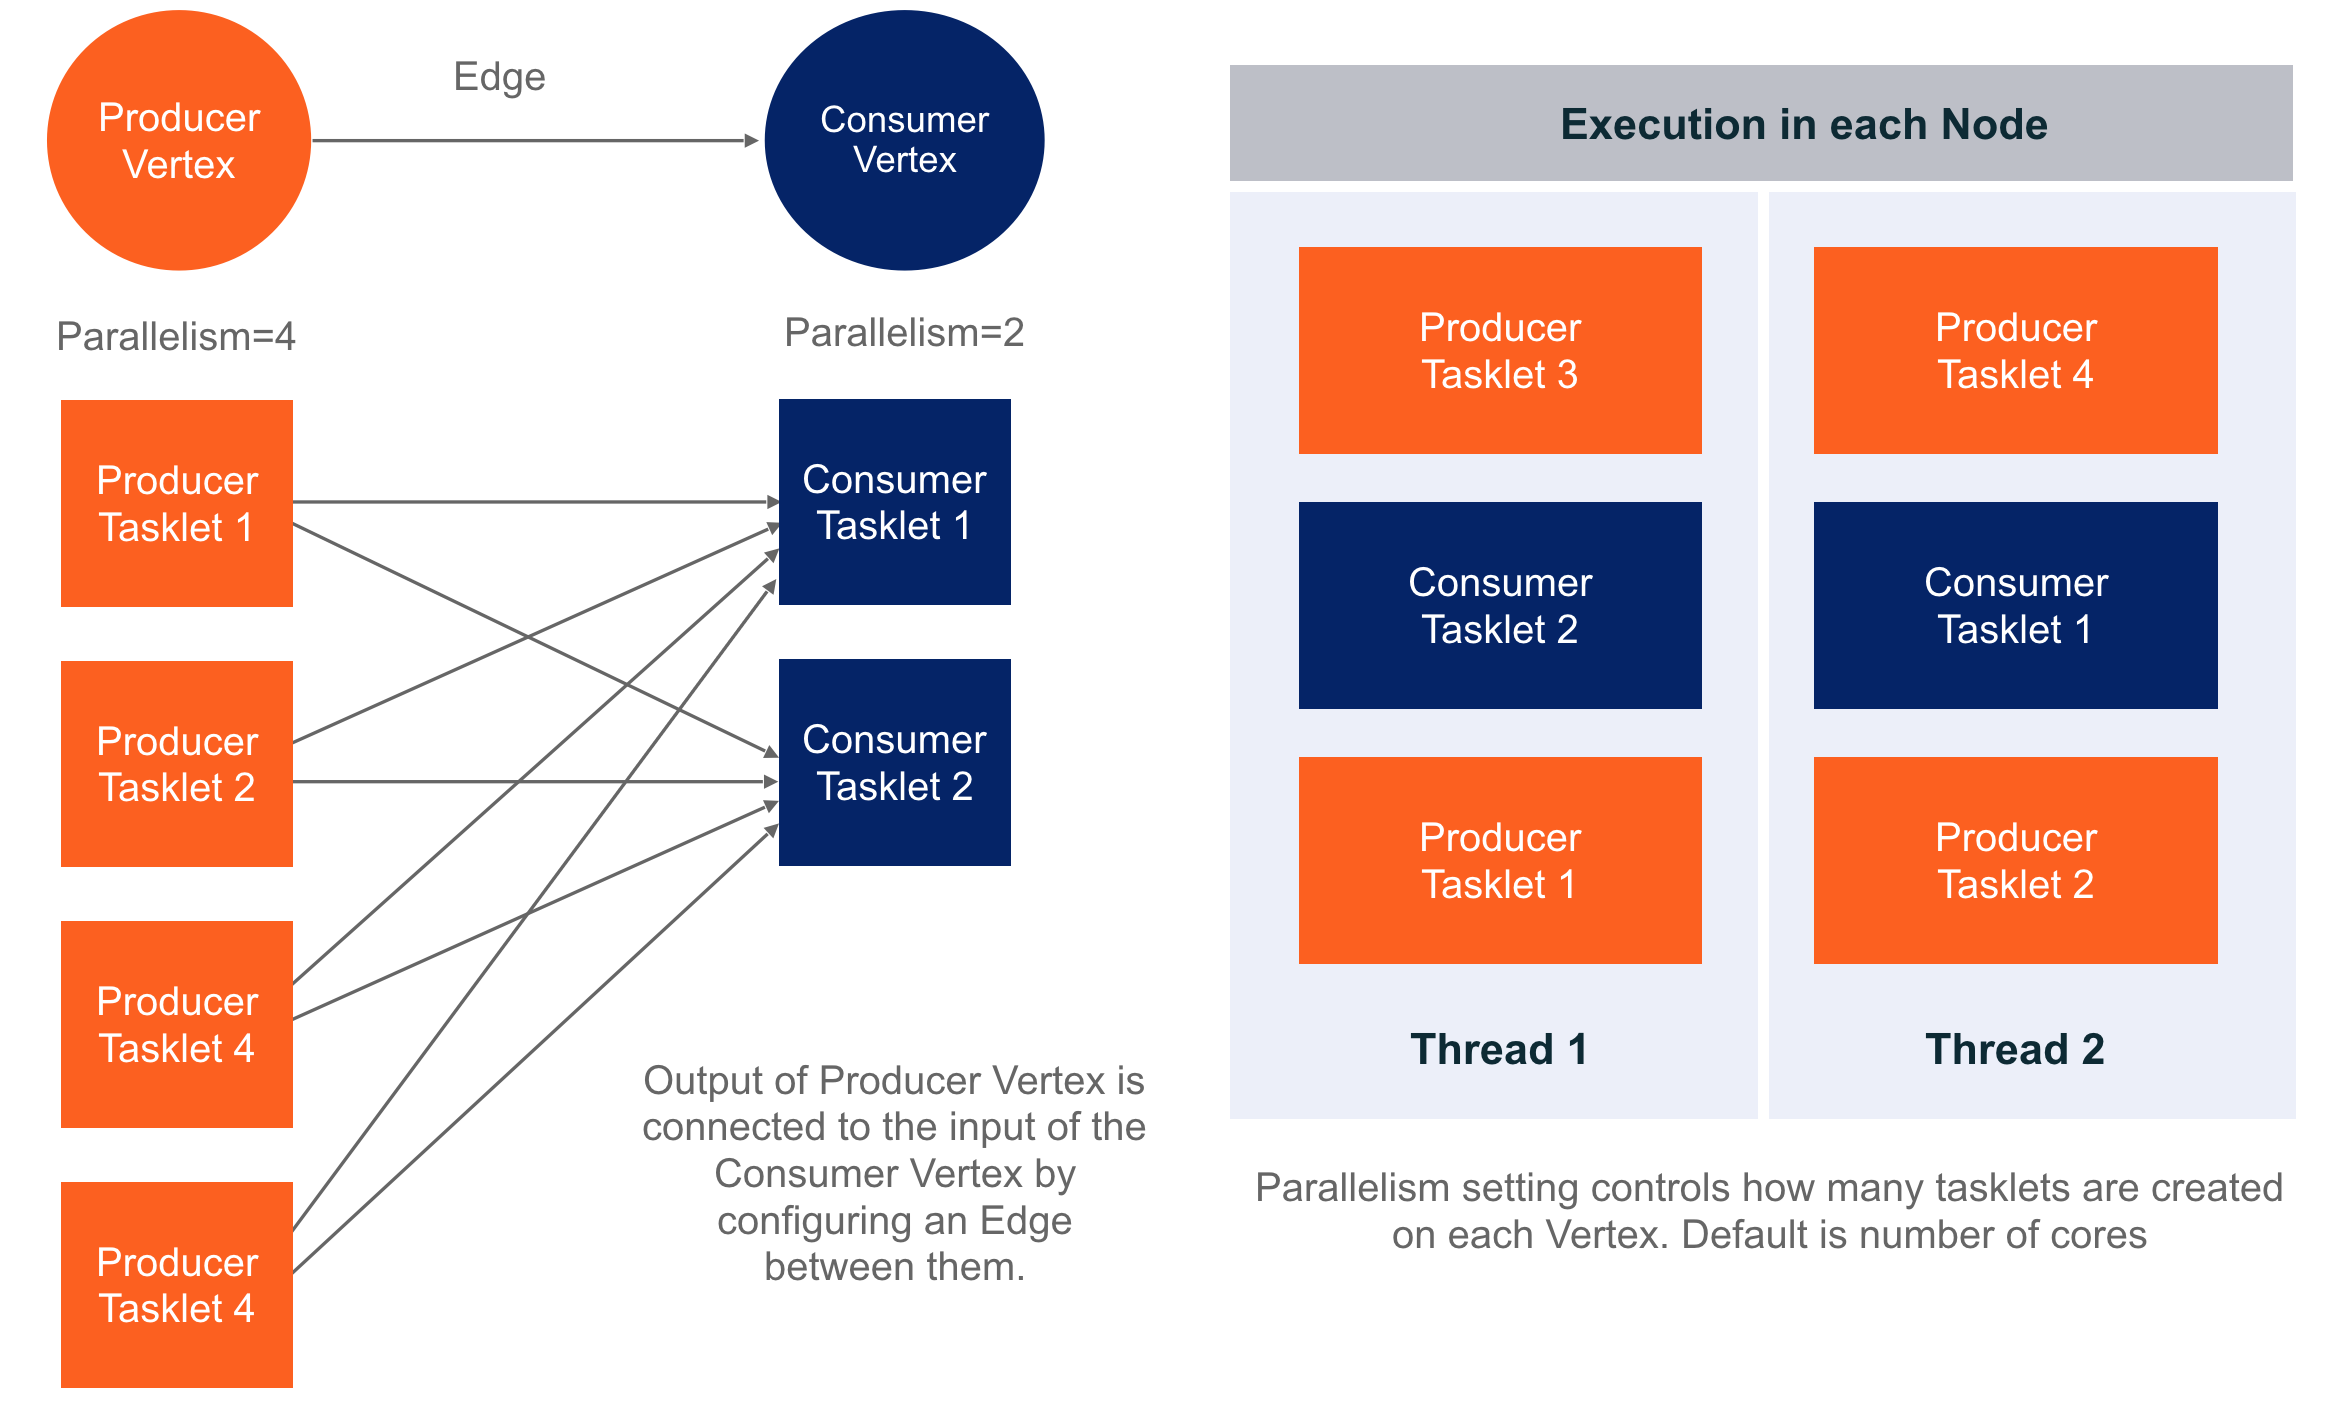 Producer
Vertex
Edge
Consumer
Vertex
Parallelism=4
Parallelism=2
Producer
Tasklet 1
Consumer
Tasklet 1
Producer
Tasklet 2
Consumer
Tasklet 2
Producer
Tasklet 4
Producer
Tasklet 4
Output of Producer Vertex is
connected to the input of the
Consumer Vertex by
configuring an Edge
between them.
Execution in each Node
Producer
Tasklet 3
Producer
Tasklet 4
Consumer
Tasklet 2
Consumer
Tasklet 1
Producer
Tasklet 1
Producer
Tasklet 2
Thread 1
Thread 2
Parallelism setting controls how many tasklets are created
on each Vertex. Default is number of cores